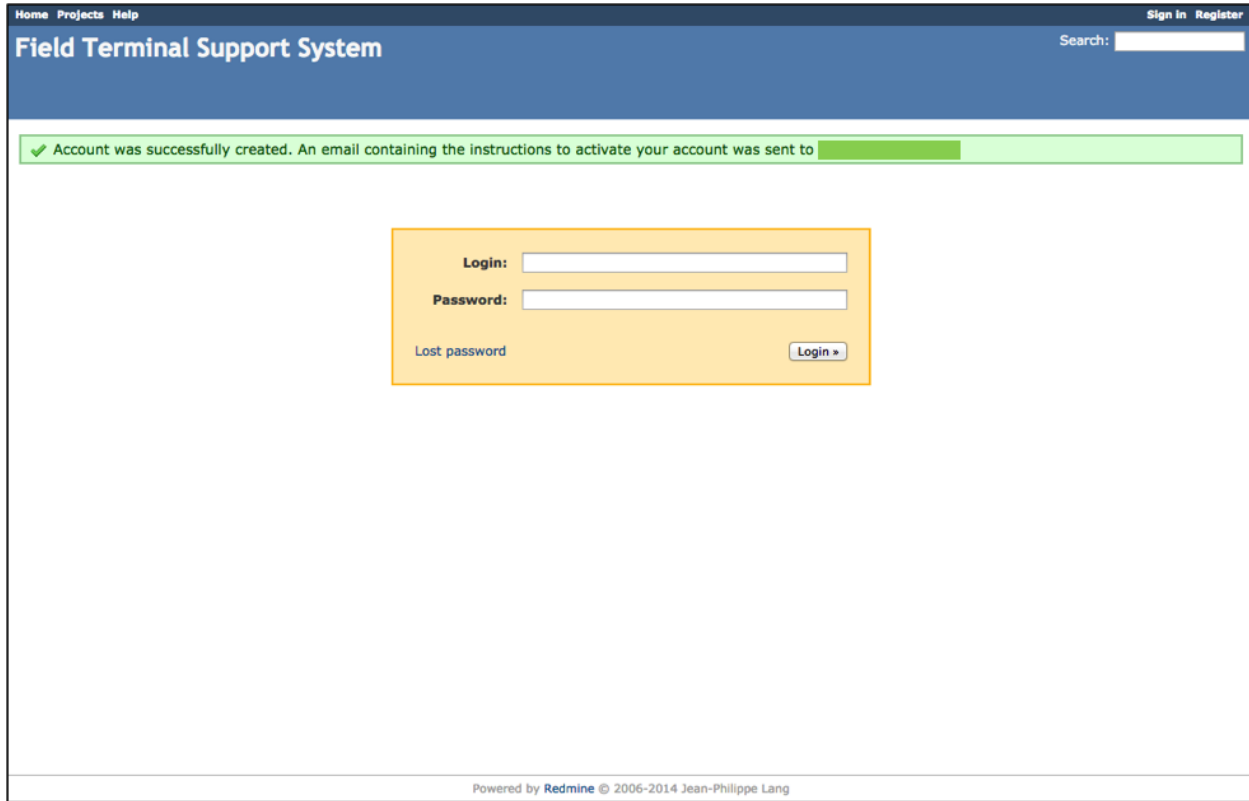 Home Projects Help
Sign in Register
Field Terminal Support System
Search:
Account was successfully created. An email containing the instructions to activate your account was sent to
Login:
Password:
Lost password
Login »
Powered by Redmine © 2006-2014 Jean-Philippe Lang